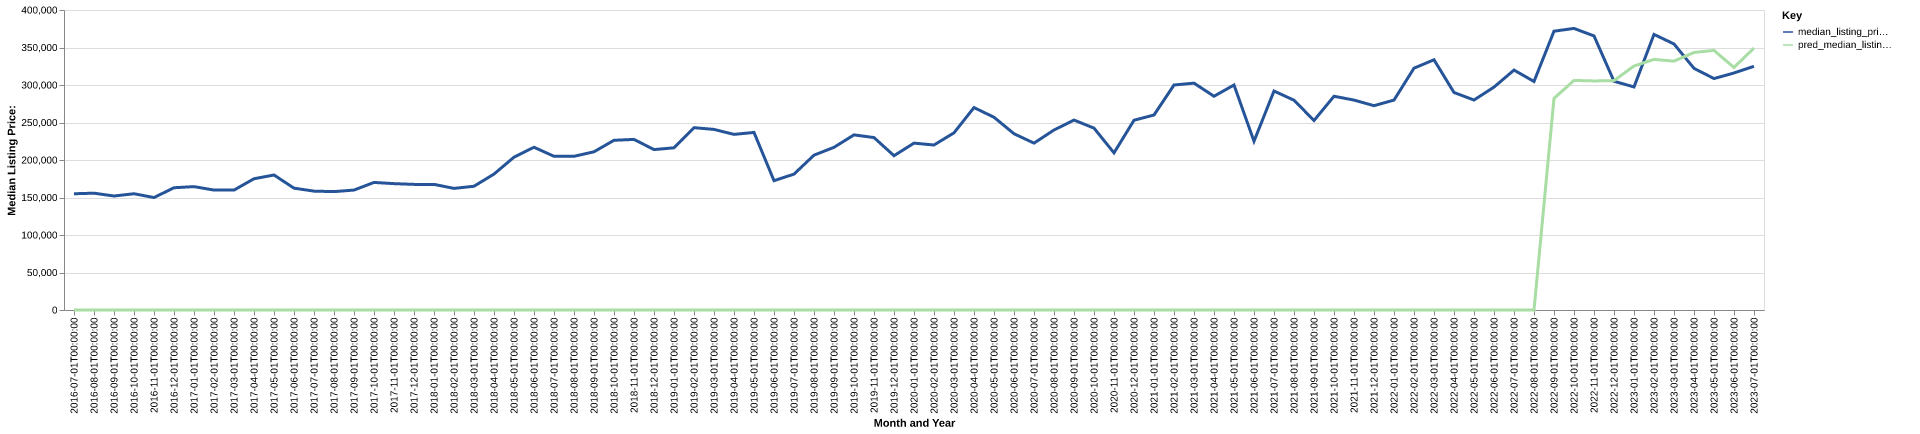 400,000
350,000
300,000
250,000
200,000
150,000
100,000
50,000
0
Median Listing Price:
2016-07-01T00:00:00
2016-08-01T00:00:00
2016-09-01T00:00:00
2016-10-01T00:00:00
2016-11-01T00:00:00
2016-12-01T00:00:00
2017-01-01T00:00:00
2017-02-01T00:00:00
2017-03-01T00:00:00
2017-04-01T00:00:00
2017-05-01T00:00:00
2017-06-01T00:00:00
2017-07-01T00:00:00
2017-08-01T00:00:00
2017-09-01T00:00:00
2017-10-01T00:00:00
2017-11-01T00:00:00
2017-12-01T00:00:00
2018-01-01T00:00:00
2018-02-01T00:00:00
2018-03-01T00:00:00
2018-04-01T00:00:00
2018-05-01T00:00:00
2018-06-01T00:00:00
2018-07-01T00:00:00
2018-08-01T00:00:00
2018-09-01T00:00:00
2018-10-01T00:00:00
2018-11-01T00:00:00
2018-12-01T00:00:00
2019-01-01T00:00:00
2019-02-01T00:00:00
2019-03-01T00:00:00
2019-04-01T00:00:00
2019-05-01T00:00:00
2019-06-01T00:00:00
2019-07-01T00:00:00
2019-08-01T00:00:00
2019-09-01T00:00:00
2019-10-01T00:00:00
2019-11-01T00:00:00
2019-12-01T00:00:00
2020-01-01T00:00:00
2020-02-01T00:00:00
2020-03-01T00:00:00
2020-04-01T00:00:00
2020-05-01T00:00:00
2020-06-01T00:00:00
2020-07-01T00:00:00
2020-08-01T00:00:00
2020-09-01T00:00:00
2020-10-01T00:00:00
2020-11-01T00:00:00
2020-12-01T00:00:00
2021-01-01T00:00:00
2021-02-01T00:00:00
2021-03-01T00:00:00
2021-04-01T00:00:00
2021-05-01T00:00:00
2021-06-01T00:00:00
2021-07-01T00:00:00
2021-08-01T00:00:00
2021-09-01T00:00:00
2021-10-01T00:00:00
2021-11-01T00:00:00
2021-12-01T00:00:00
2022-01-01T00:00:00
2022-02-01T00:00:00
2022-03-01T00:00:00
2022-04-01T00:00:00
2022-05-01T00:00:00
2022-06-01T00:00:00
2022-07-01T00:00:00
2022-08-01T00:00:00
2022-09-01T00:00:00
2022-10-01T00:00:00
2022-11-01T00:00:00
2022-12-01T00:00:00
2023-01-01T00:00:00
2023-02-01T00:00:00
2023-03-01T00:00:00
2023-04-01T00:00:00
2023-05-01T00:00:00
2023-06-01T00:00:00
2023-07-01T00:00:00
Month and Year
Key
median_listing_pri…
pred_median_listin…